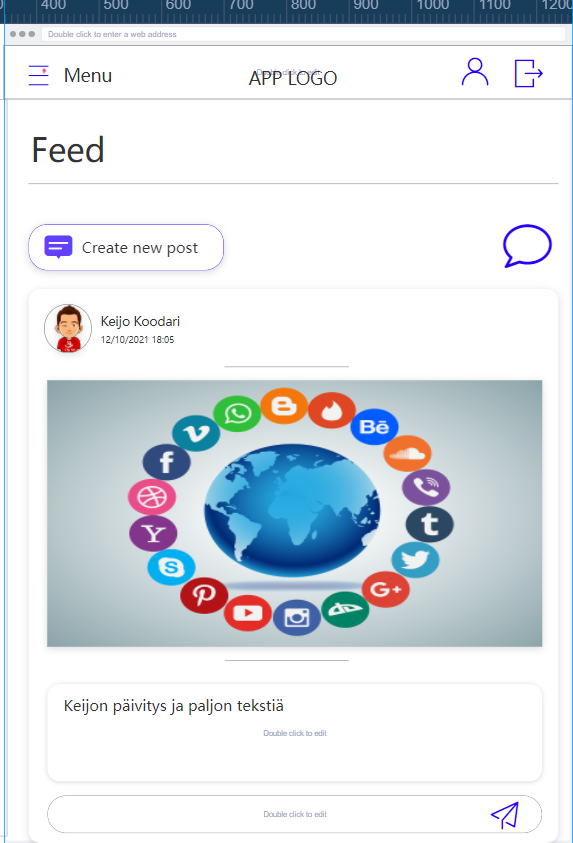 400 500 600 700 800 900 1000 1100 1200
Double click to enter a web address
Menu
APP LOGO
Feed
Create new post
Keijo Koodari
12/10/2021 18:05
Bē
f
t
Y
S
G+
Keijon päivitys ja paljon tekstiä
Double click to edit
Double click to edit